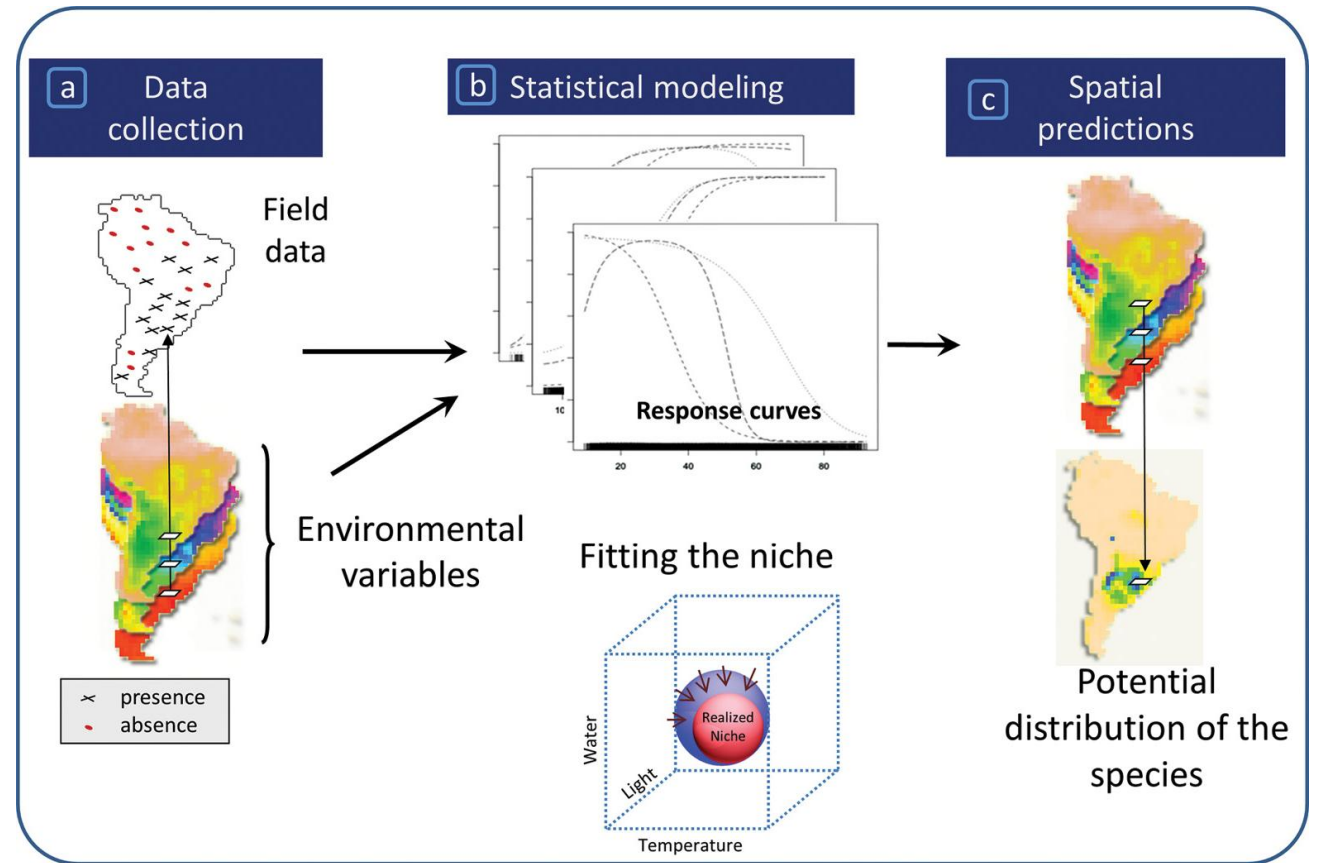 a
Data
collection
Field
data
Environmental
variables
presence
absence
b
Statistical modeling
10
Response curves
20 40 60 80
Fitting the niche
Realized
Niche
Water
Light
Temperature
c
Spatial
predictions
Potential
distribution of the
species